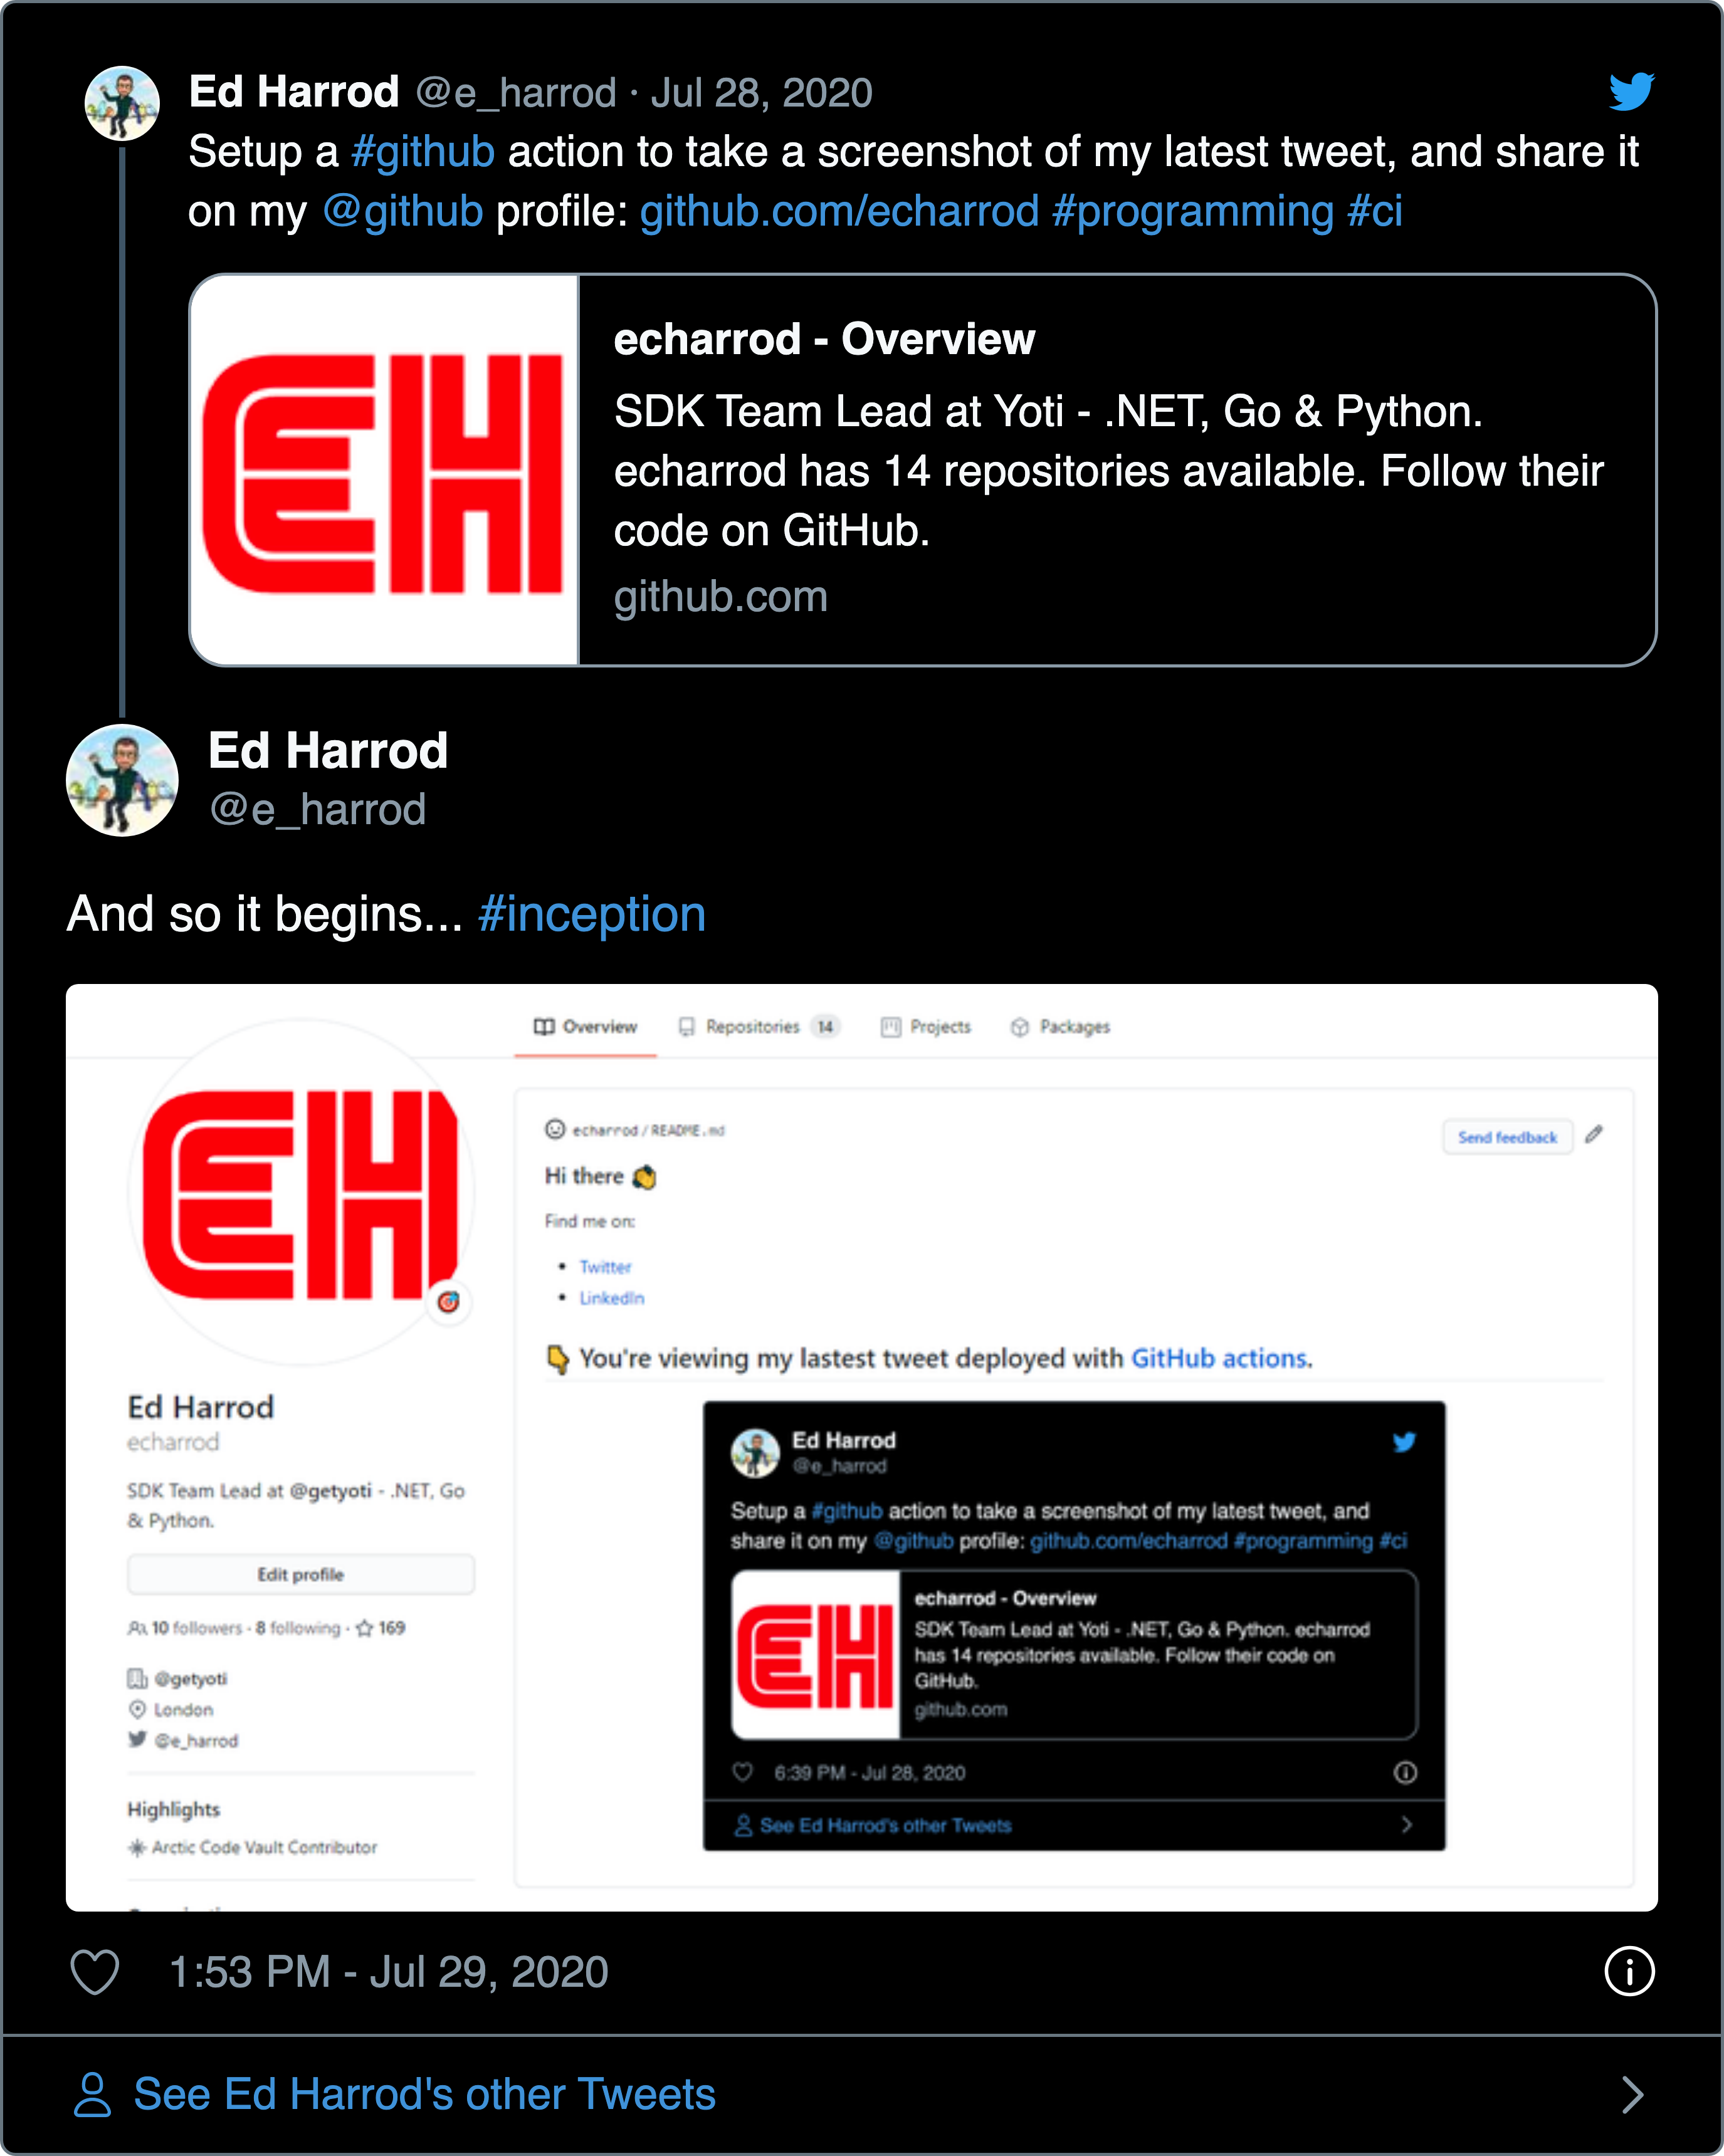 Ed Harrod @e_harrod · Jul 28, 2020
Setup a #github action to take a screenshot of my latest tweet, and share it
on my @github profile: github.com/echarrod #programming #ci
EH
echarrod - Overview
SDK Team Lead at Yoti - .NET, Go & Python.
echarrod has 14 repositories available. Follow their
code on GitHub.
github.com
Ed Harrod
@e_harrod
And so it begins... #inception
Overview Repositories 14 Projects Packages
EH
echarrod / README.md
Send feedback
Hi there
Find me on:
• Twitter
• LinkedIn
You're viewing my lastest tweet deployed with GitHub actions.
Ed Harrod
echarrod
SDK Team Lead at @getyoti - .NET, Go
& Python.
Edit profile
10 followers · 8 following · 169
@getyoti
London
@e_harrod
Highlights
Arctic Code Vault Contributor
Ed Harrod
@e_harrod
Setup a #github action to take a screenshot of my latest tweet, and
share it on my @github profile: github.com/echarrod #programming #ci
EH
echarrod - Overview
SDK Team Lead at Yoti - .NET, Go & Python. echarrod
has 14 repositories available. Follow their code on
GitHub.
github.com
6:39 PM - Jul 28, 2020
See Ed Harrod's other Tweets
1:53 PM - Jul 29, 2020
See Ed Harrod's other Tweets